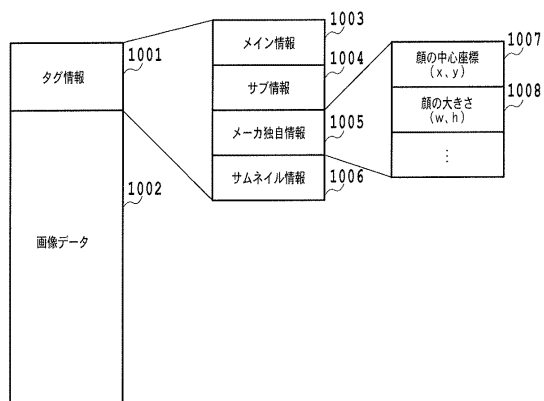 タグ情報
1001
画像データ
1002
メイン情報
1003
サブ情報
1004
メーカ独自情報
1005
サムネイル情報
1006
顔の中心座標
(x、y)
1007
顔の大きさ
(w、h)
1008
⋮